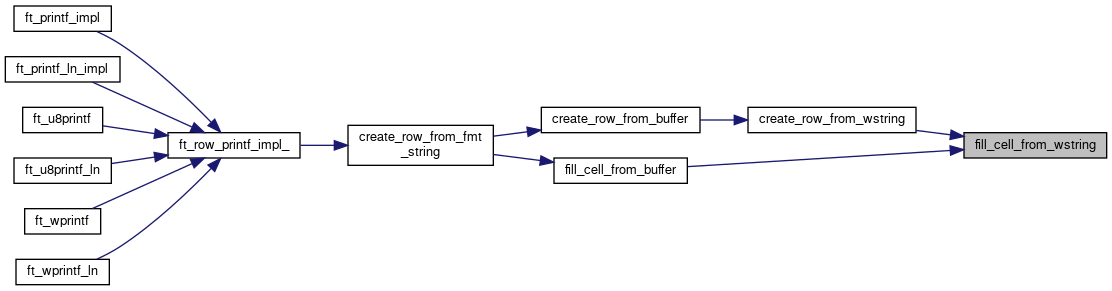 ft_printf_impl
ft_printf_ln_impl
ft_u8printf
ft_u8printf_ln
ft_wprintf
ft_wprintf_ln
ft_row_printf_impl_
create_row_from_fmt
_string
create_row_from_buffer
fill_cell_from_buffer
create_row_from_wstring
fill_cell_from_wstring